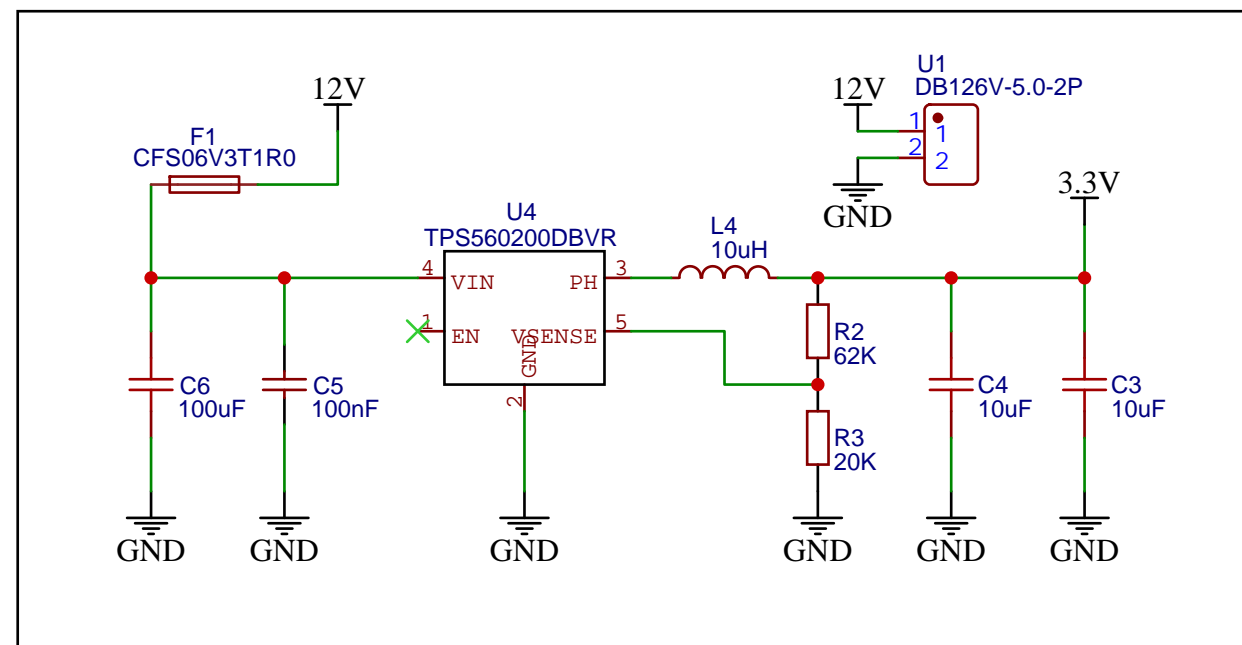 U1
DB126V-5.0-2P
12V
12V
1
1
2
2
GND
F1
CFS06V3T1R0
3.3V
U4
TPS560200DBVR
L4
10uH
4
VIN
PH
3
1
EN
VSENSE
5
GND
2
R2
62K
C6
100uF
C5
100nF
C4
10uF
C3
10uF
R3
20K
GND
GND
GND
GND
GND
GND